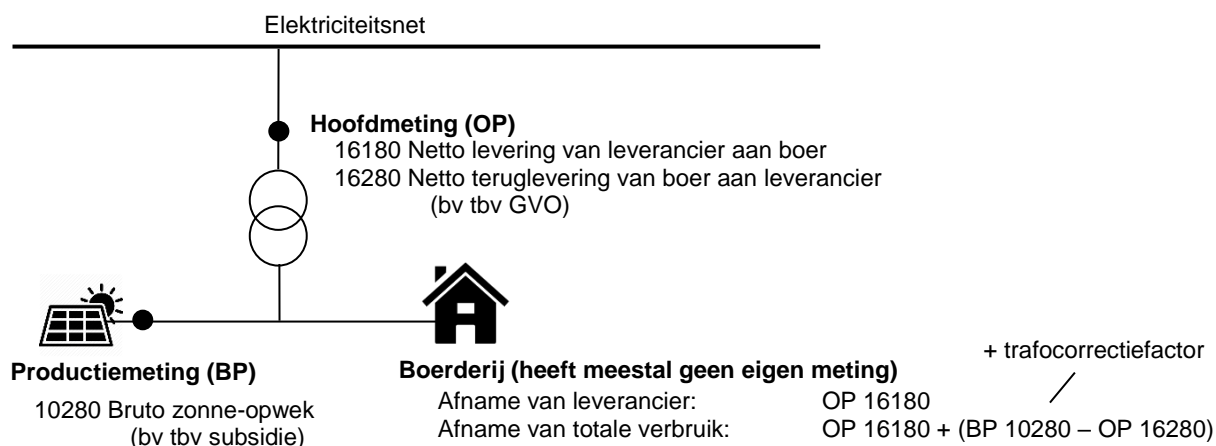 Elektriciteitsnet
Hoofdmeting (OP)
16180 Netto levering van leverancier aan boer
16280 Netto teruglevering van boer aan leverancier
(bv tbv GVO)
Productiemeting (BP)
10280 Bruto zonne-opwek
(bv tbv subsidie)
Boerderij (heeft meestal geen eigen meting)
+ trafocorrectiefactor
Afname van leverancier: OP 16180
Afname van totale verbruik: OP 16180 + (BP 10280 – OP 16280)